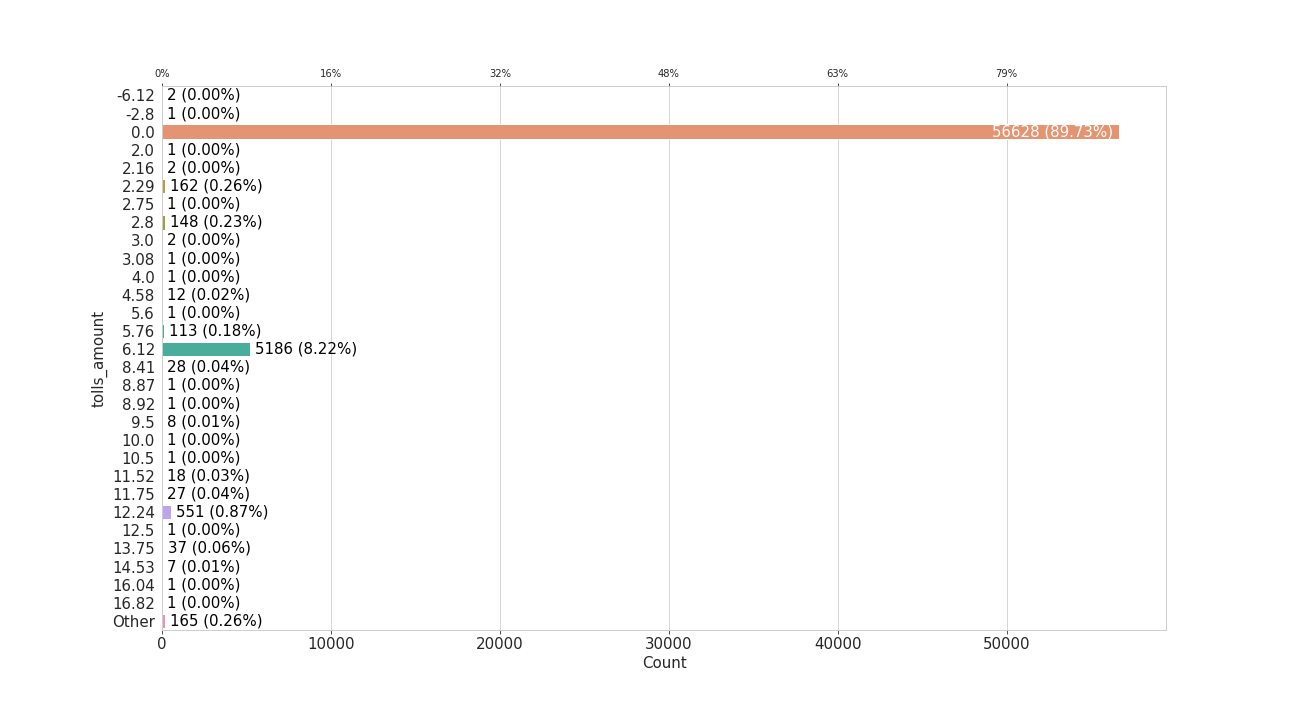 0% 16% 32% 48% 63% 79%
-6.12 2 (0.00%)
-2.8 1 (0.00%)
0.0 56628 (89.73%)
2.0 1 (0.00%)
2.16 2 (0.00%)
2.29 162 (0.26%)
2.75 1 (0.00%)
2.8 148 (0.23%)
3.0 2 (0.00%)
3.08 1 (0.00%)
4.0 1 (0.00%)
4.58 12 (0.02%)
5.6 1 (0.00%)
5.76 113 (0.18%)
6.12 5186 (8.22%)
8.41 28 (0.04%)
8.87 1 (0.00%)
8.92 1 (0.00%)
9.5 8 (0.01%)
10.0 1 (0.00%)
10.5 1 (0.00%)
11.52 18 (0.03%)
11.75 27 (0.04%)
12.24 551 (0.87%)
12.5 1 (0.00%)
13.75 37 (0.06%)
14.53 7 (0.01%)
16.04 1 (0.00%)
16.82 1 (0.00%)
Other 165 (0.26%)
tolls_amount
0 10000 20000 30000 40000 50000
Count